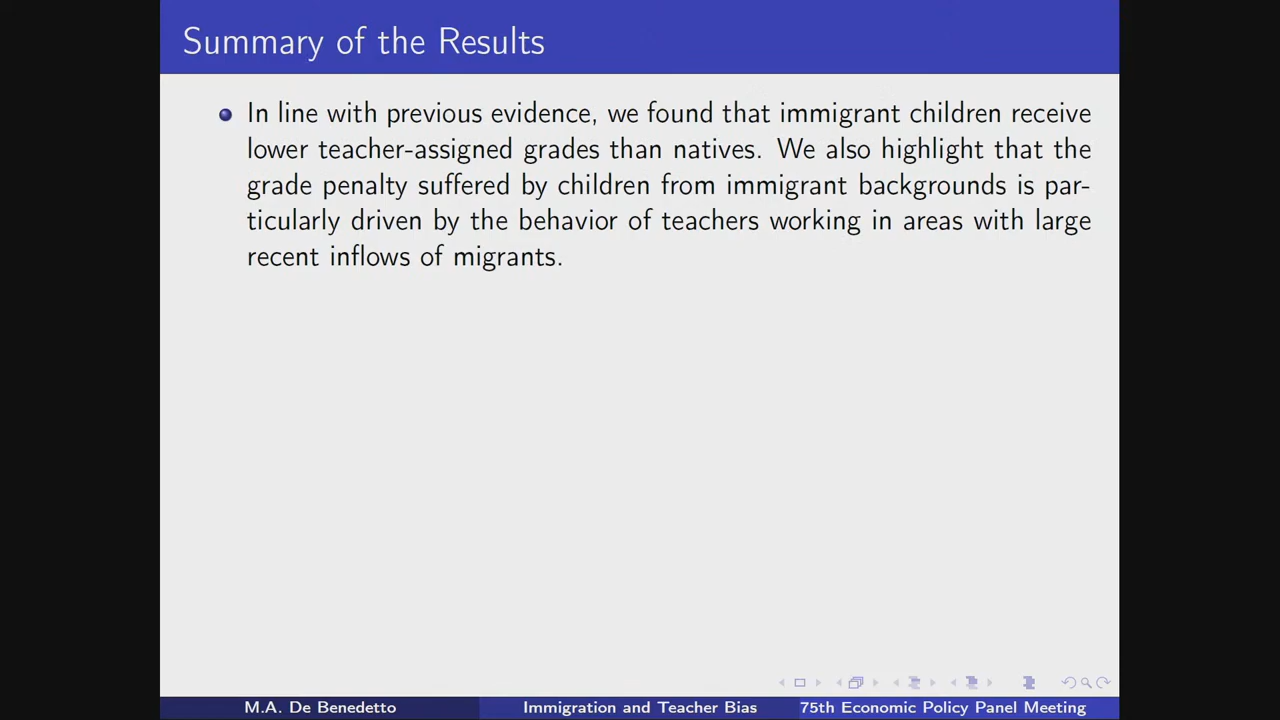 Summary of the Results
In line with previous evidence, we found that immigrant children receive
lower teacher-assigned grades than natives. We also highlight that the
grade penalty suffered by children from immigrant backgrounds is par-
ticularly driven by the behavior of teachers working in areas with large
recent inflows of migrants.
M.A. De Benedetto
Immigration and Teacher Bias
75th Economic Policy Panel Meeting